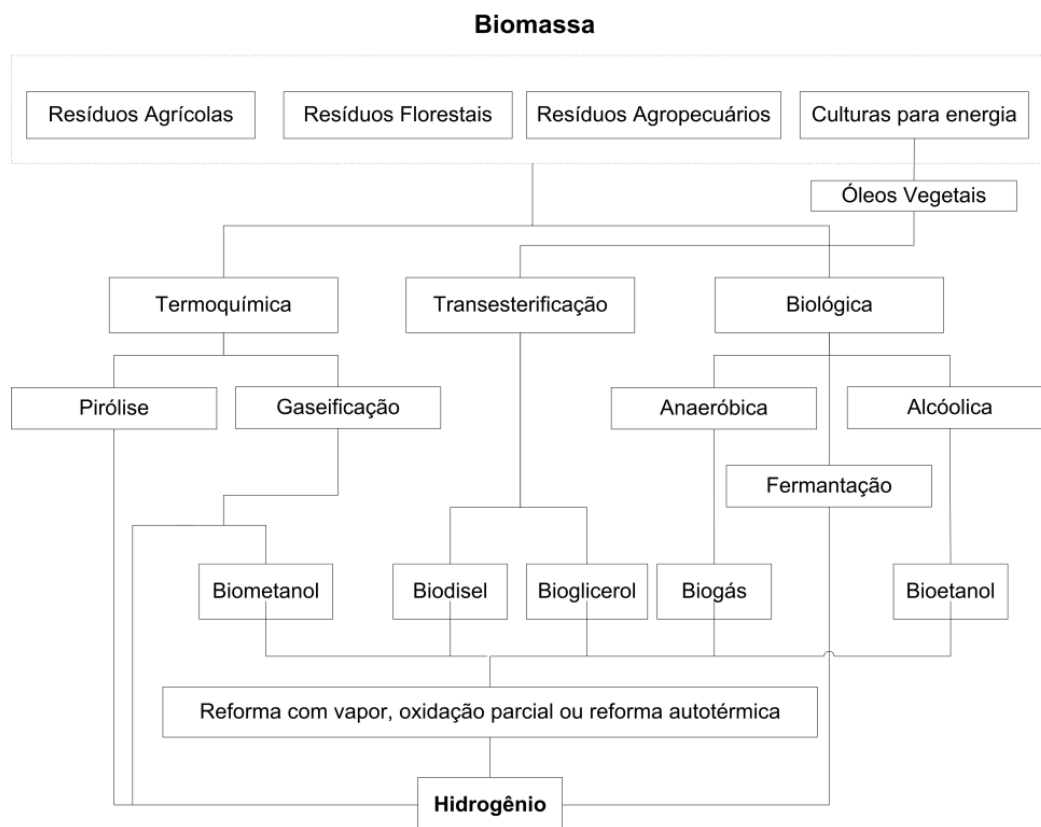 Biomassa
Resíduos Agrícolas
Resíduos Florestais
Resíduos Agropecuários
Culturas para energia
Óleos Vegetais
Termoquímica
Transesterificação
Biológica
Pirólise
Gaseificação
Anaeróbica
Alcóolica
Fermantação
Biometanol
Biodisel
Bioglicerol
Biogás
Bioetanol
Reforma com vapor, oxidação parcial ou reforma autotérmica
Hidrogênio